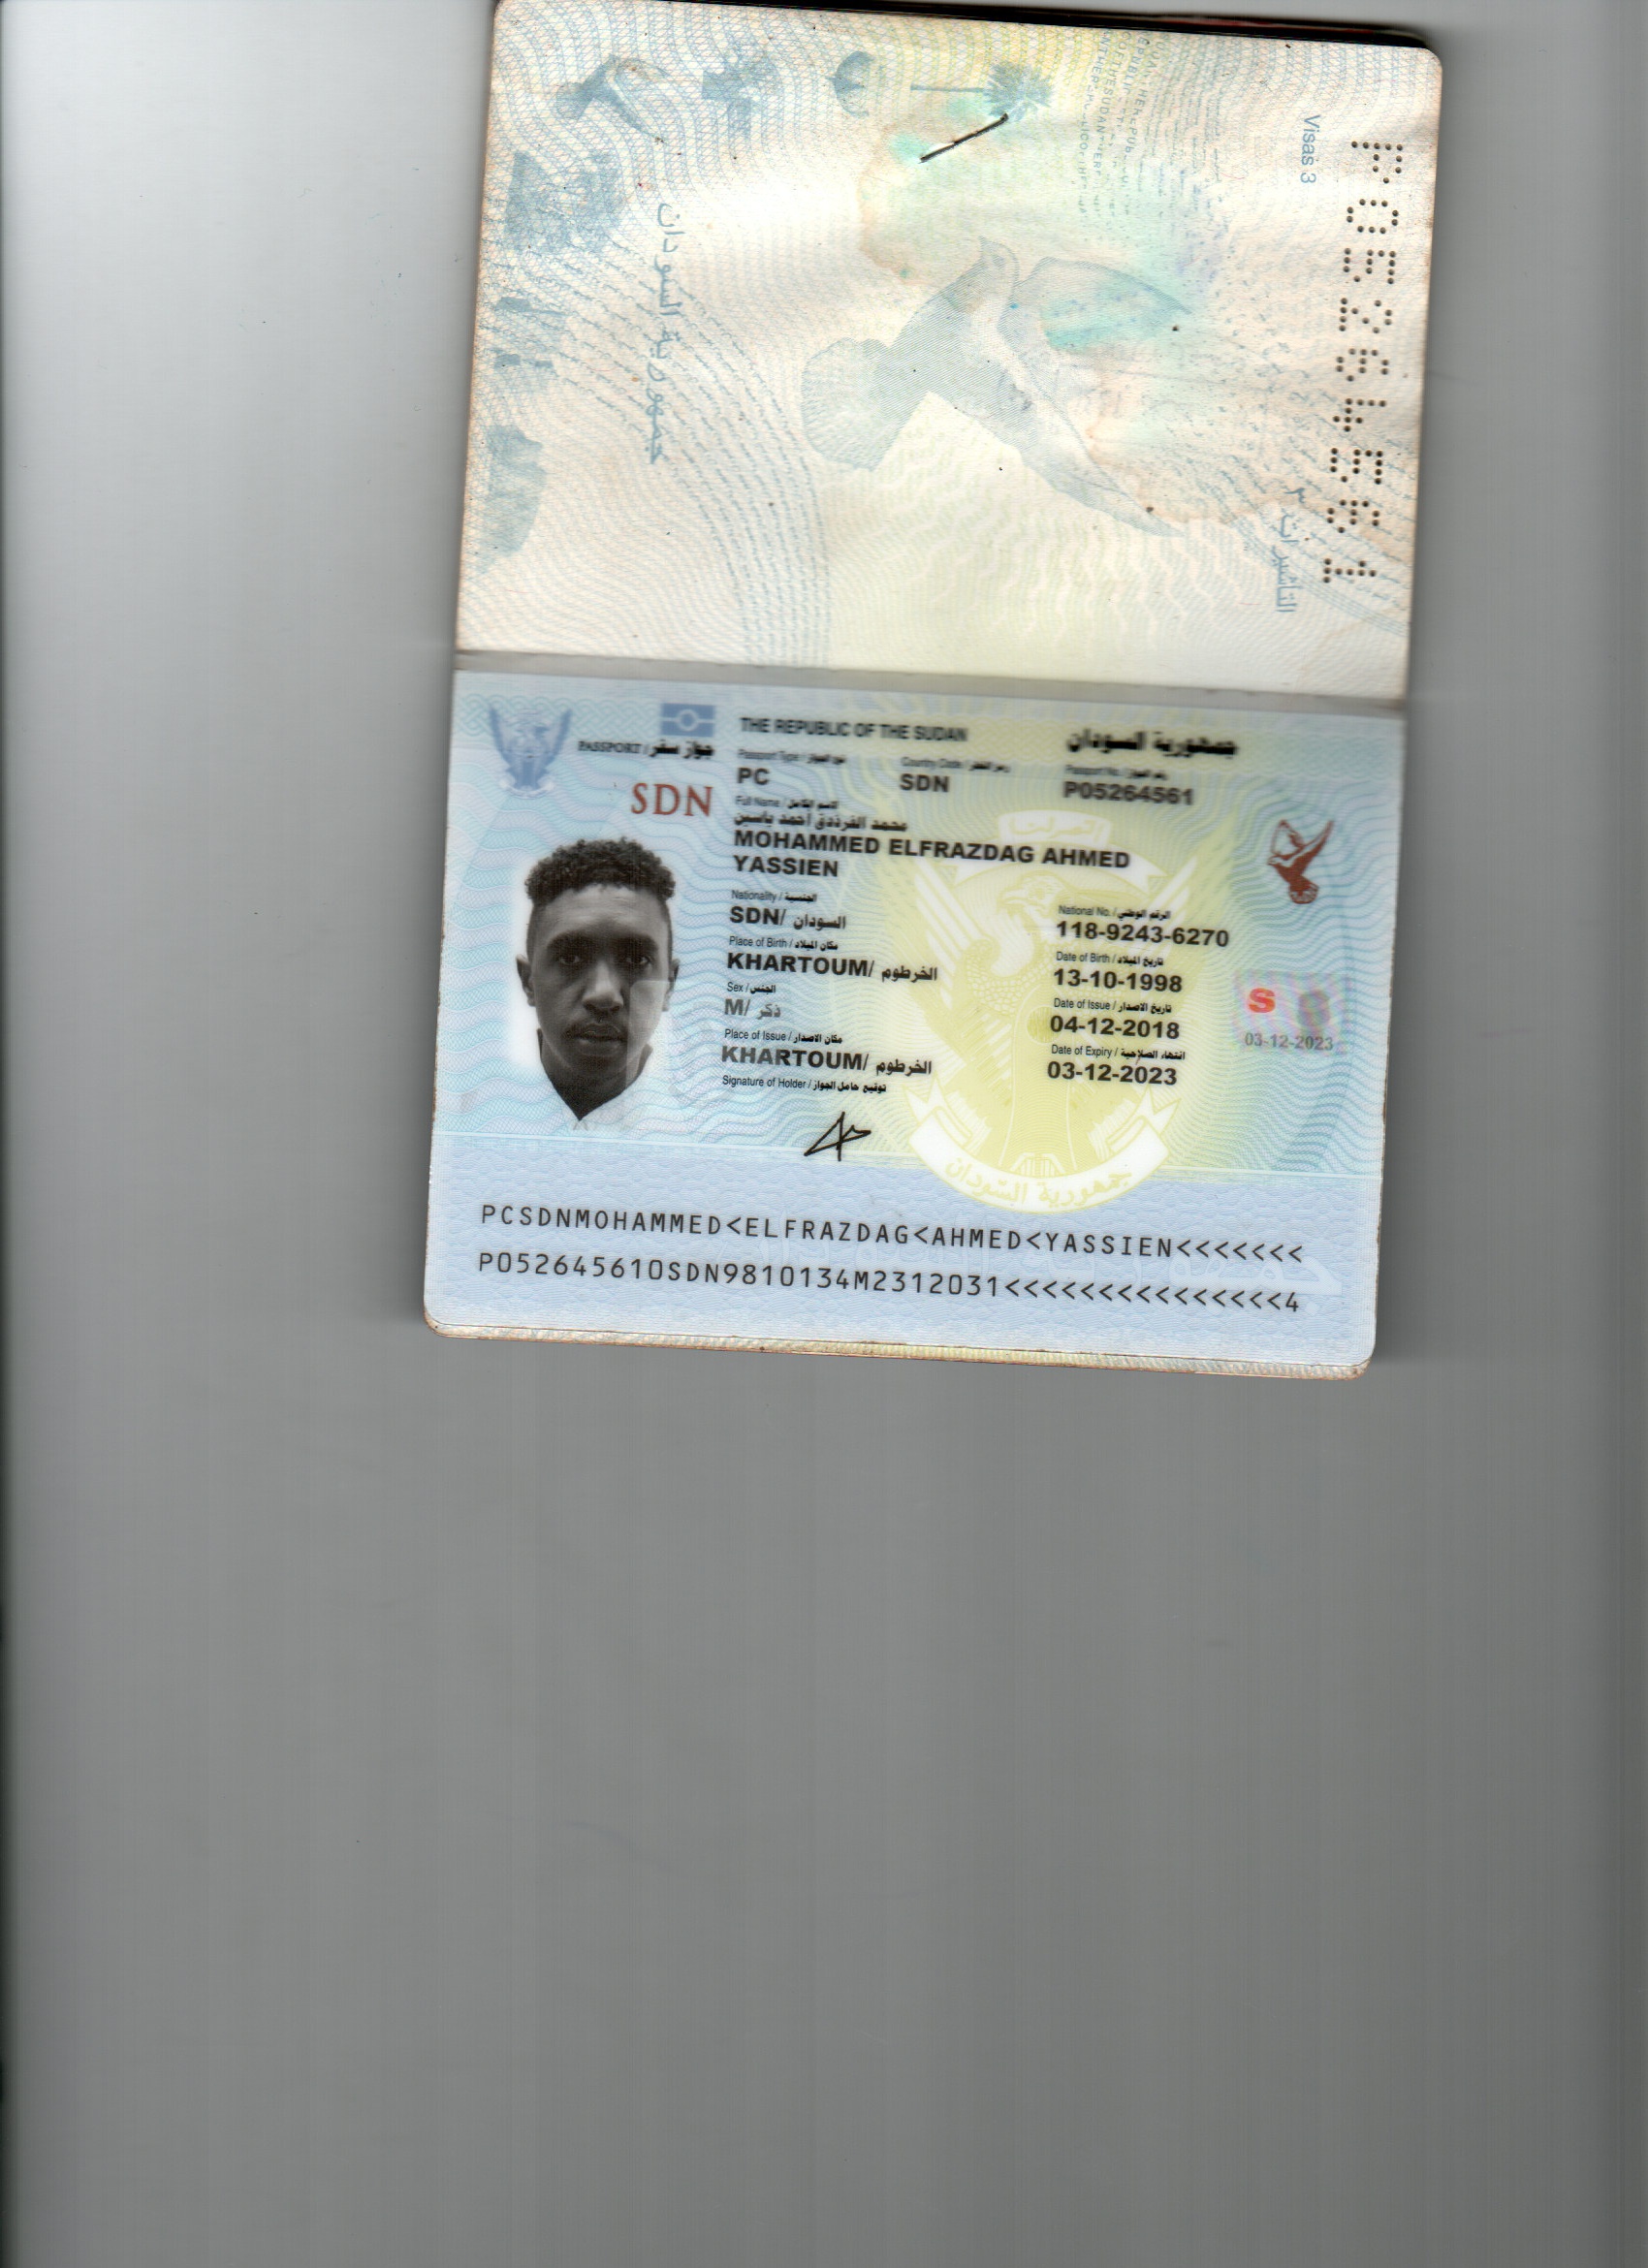 Visas 3
P05264561
التأشيرات ٣
جمهورية السودان
THE REPUBLIC OF THE SUDAN جمهورية السودان
PASSPORT / جواز سفر
Passport Type / نوع الجواز Country Code / رمز القطر Passport No. / رقم الجواز
PC SDN P05264561
SDN
Full Name / الاسم الكامل
محمد الفرذدق أحمد ياسين
MOHAMMED ELFRAZDAG AHMED
YASSIEN
Nationality / الجنسية National No. / الرقم الوطني
SDN/ السودان 118-9243-6270
Place of Birth / مكان الميلاد Date of Birth / تاريخ الميلاد
KHARTOUM/ الخرطوم 13-10-1998
Sex / الجنس Date of Issue / تاريخ الاصدار
M/ ذكر 04-12-2018
S
03-12-2023
Place of Issue / مكان الاصدار Date of Expiry / انتهاء الصلاحية
KHARTOUM/ الخرطوم 03-12-2023
Signature of Holder / توقيع حامل الجواز
جمهورية السودان
PCSDNMOHAMMED<ELFRAZDAG<AHMED<YASSIEN<<<<<<<
P052645610SDN9810134M2312031<<<<<<<<<<<<<<<4